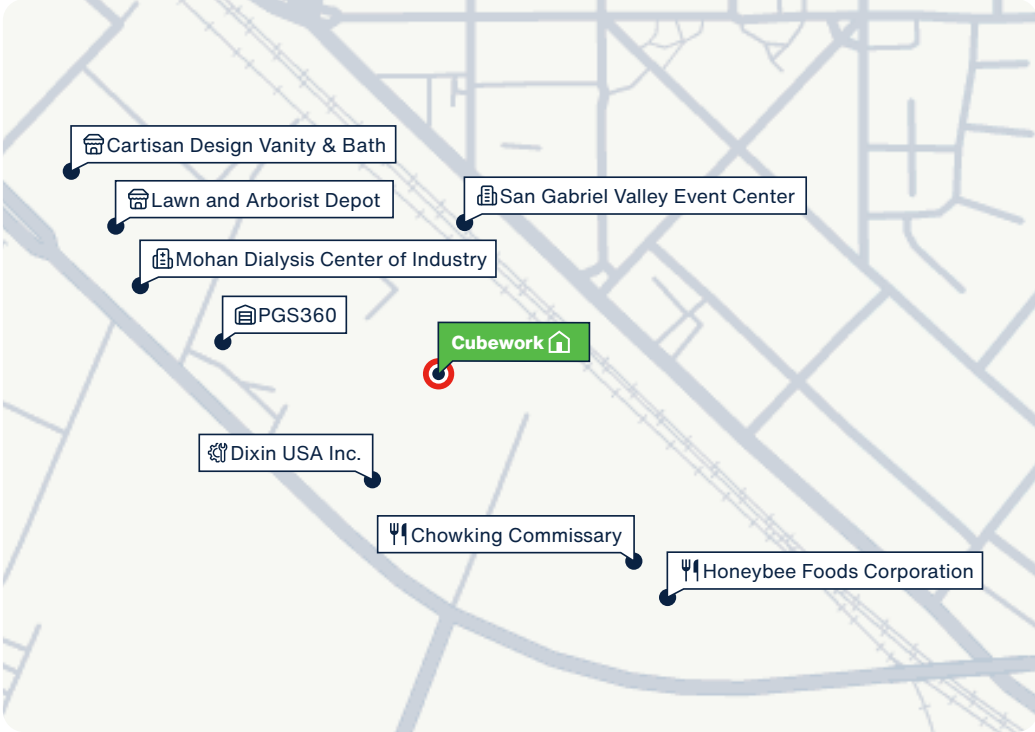 Cartisan Design Vanity & Bath
Lawn and Arborist Depot
San Gabriel Valley Event Center
Mohan Dialysis Center of Industry
PGS360
Cubework
Dixin USA Inc.
Chowking Commissary
Honeybee Foods Corporation